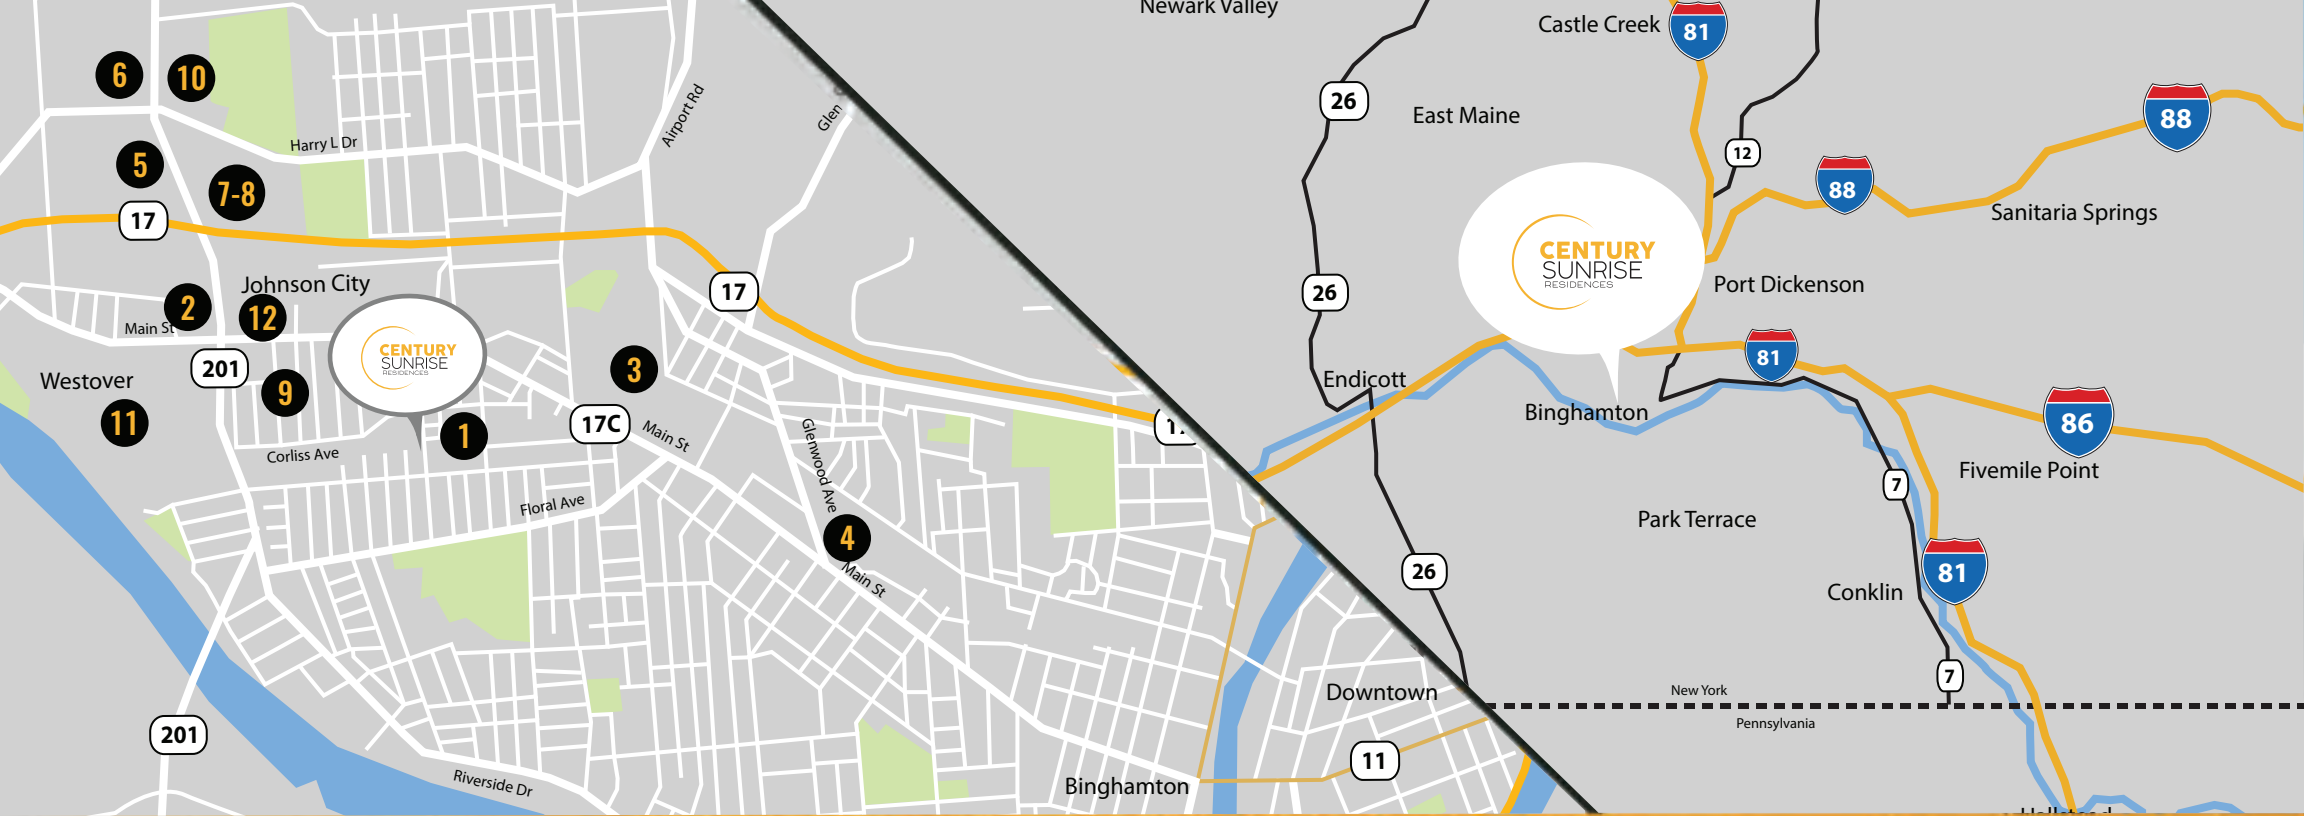 6
10
Harry L Dr
Airport Rd
Glen
5
7-8
17
Johnson City
17
2
12
Main St
CENTURY
SUNRISE
RESIDENCES
201
3
Westover
9
11
1
17C
Main St
Corliss Ave
Glenwood Ave
Floral Ave
4
Main St
201
Riverside Dr
Binghamton
Downtown
11
Newark Valley
Castle Creek
81
26
East Maine
88
12
88
Sanitaria Springs
CENTURY
SUNRISE
RESIDENCES
26
Port Dickenson
81
Endicott
Binghamton
86
Fivemile Point
7
Park Terrace
26
81
Conklin
7
New York
Pennsylvania